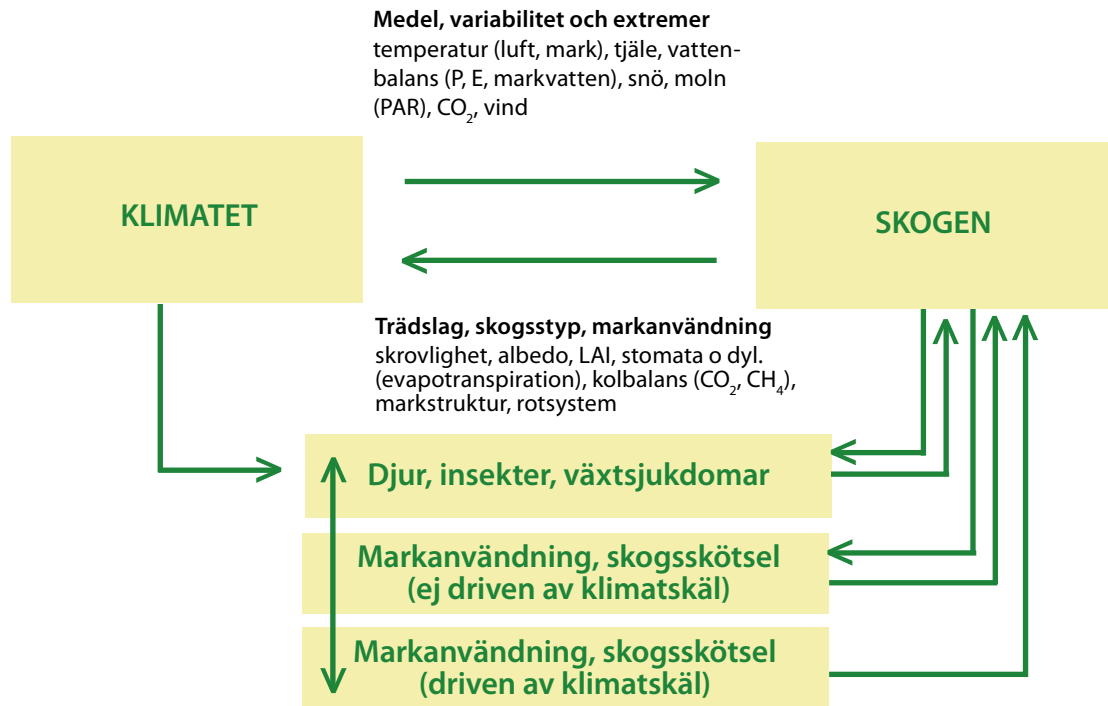 Medel, variabilitet och extremer
temperatur (luft, mark), tjäle, vatten-
balans (P, E, markvatten), snö, moln
(PAR), CO₂, vind
KLIMATET
SKOGEN
Trädslag, skogsstyp, markanvändning
skrovlighet, albedo, LAI, stomata o dyl.
(evapotranspiration), kolbalans (CO₂, CH₄),
markstruktur, rotsystem
Djur, insekter, växtsjukdomar
Markanvändning, skogsskötsel
(ej driven av klimatskäl)
Markanvändning, skogsskötsel
(driven av klimatskäl)